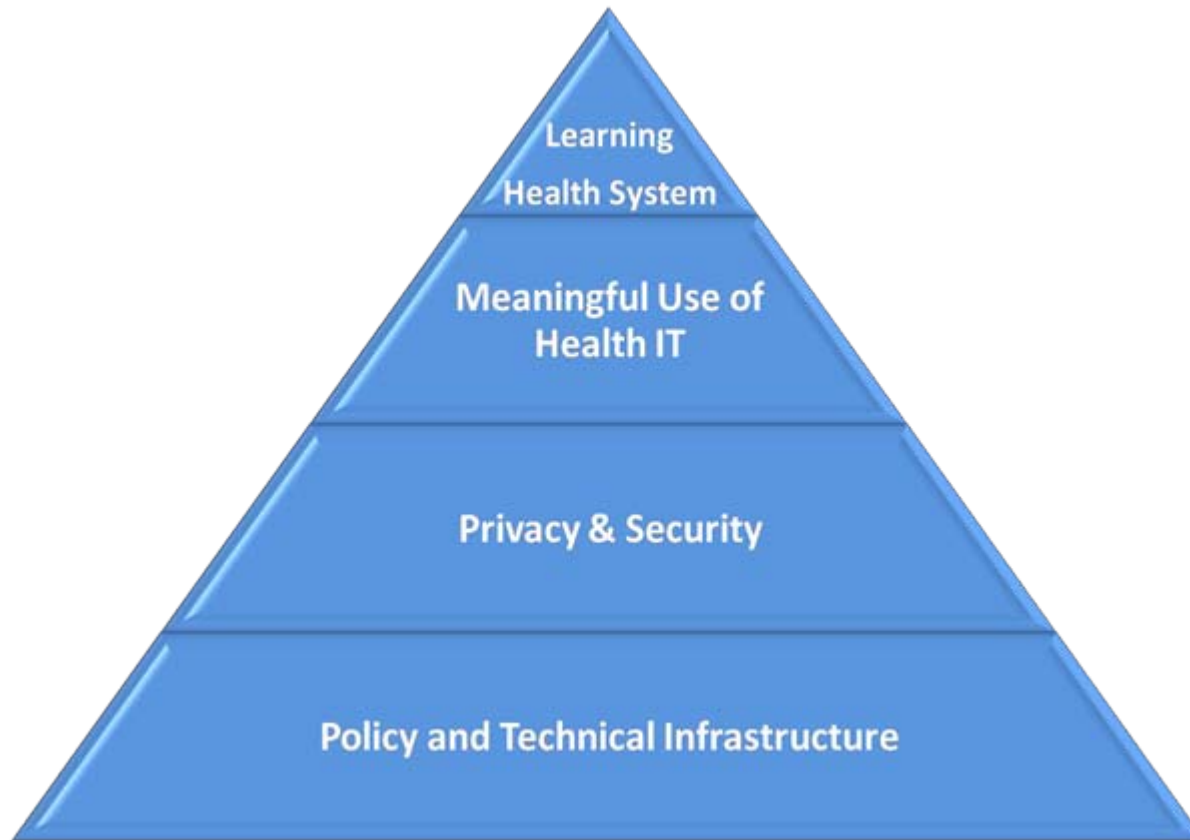 Learning
Health System
Meaningful Use of
Health IT
Privacy & Security
Policy and Technical Infrastructure